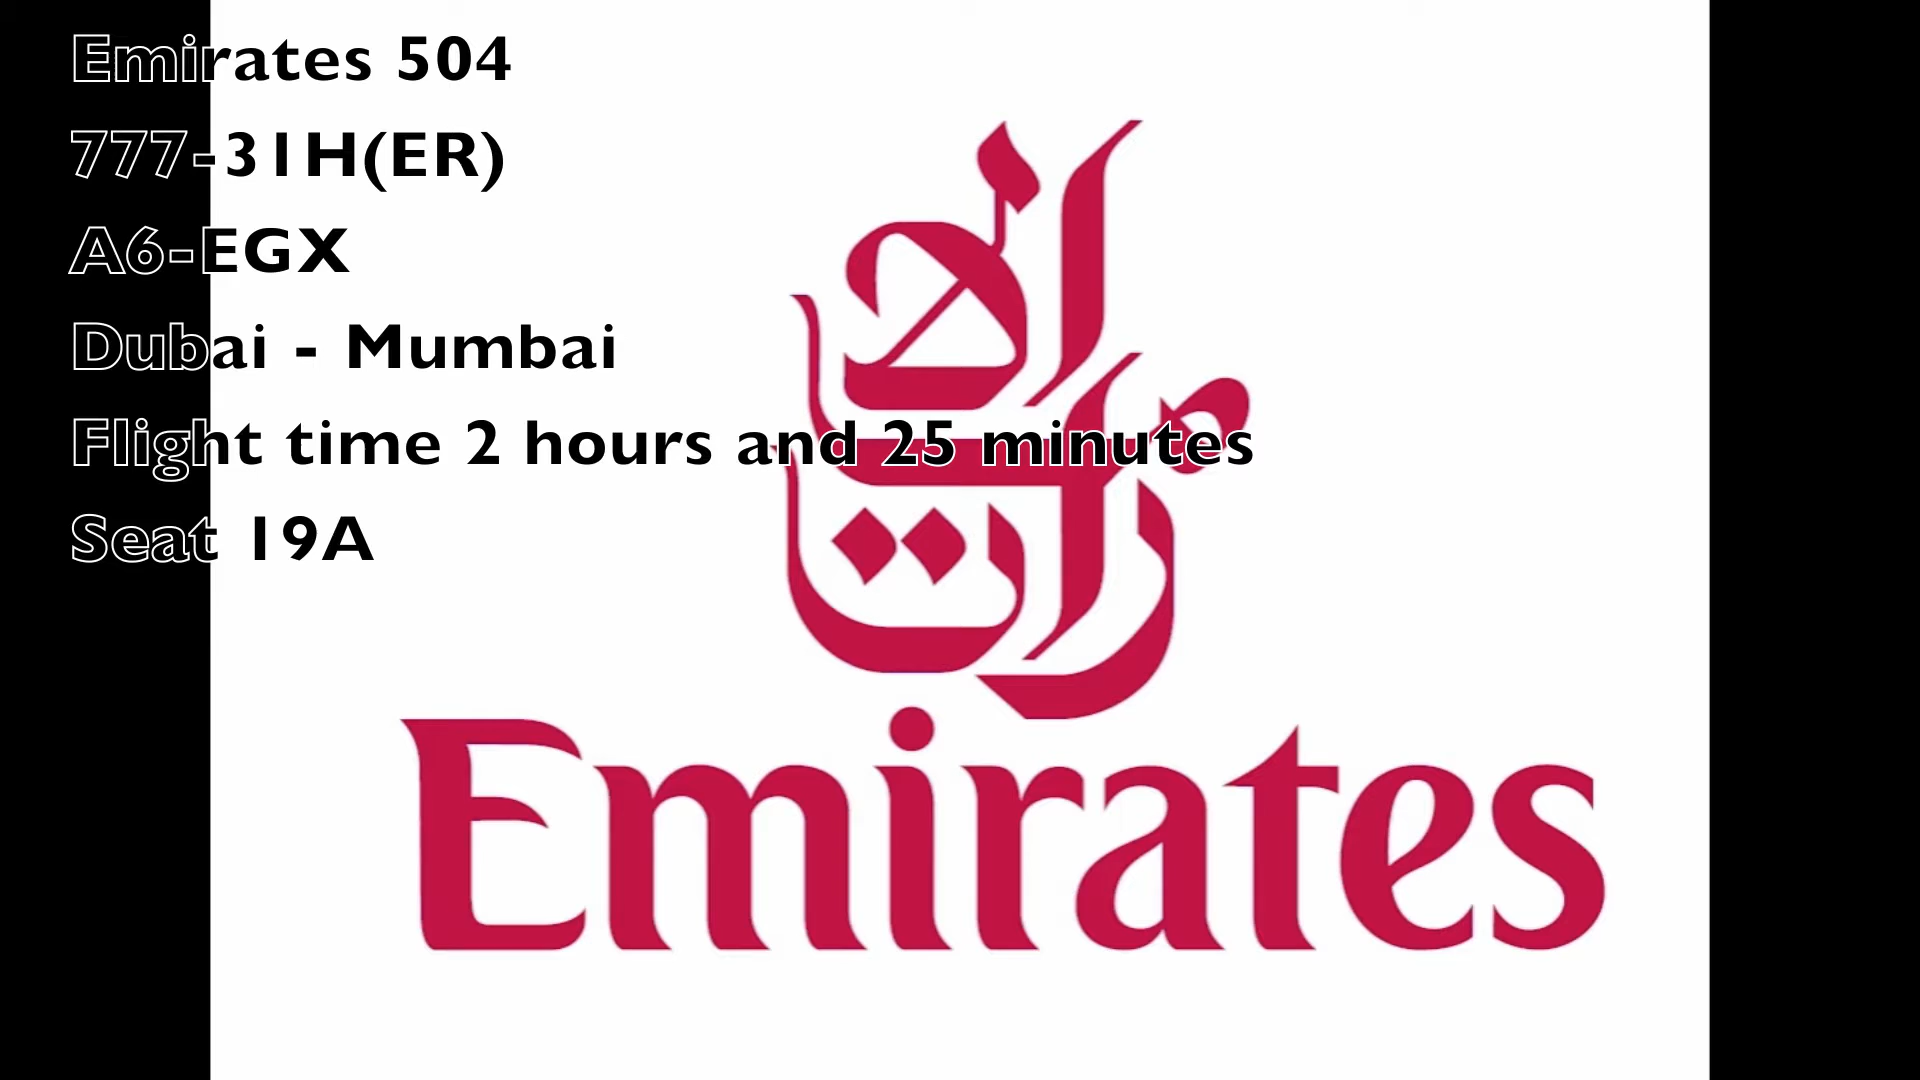 Emirates 504
777-31H(ER)
A6-EGX
Dubai - Mumbai
Flight time 2 hours and 25 minutes
Seat 19A
الإمارات
Emirates